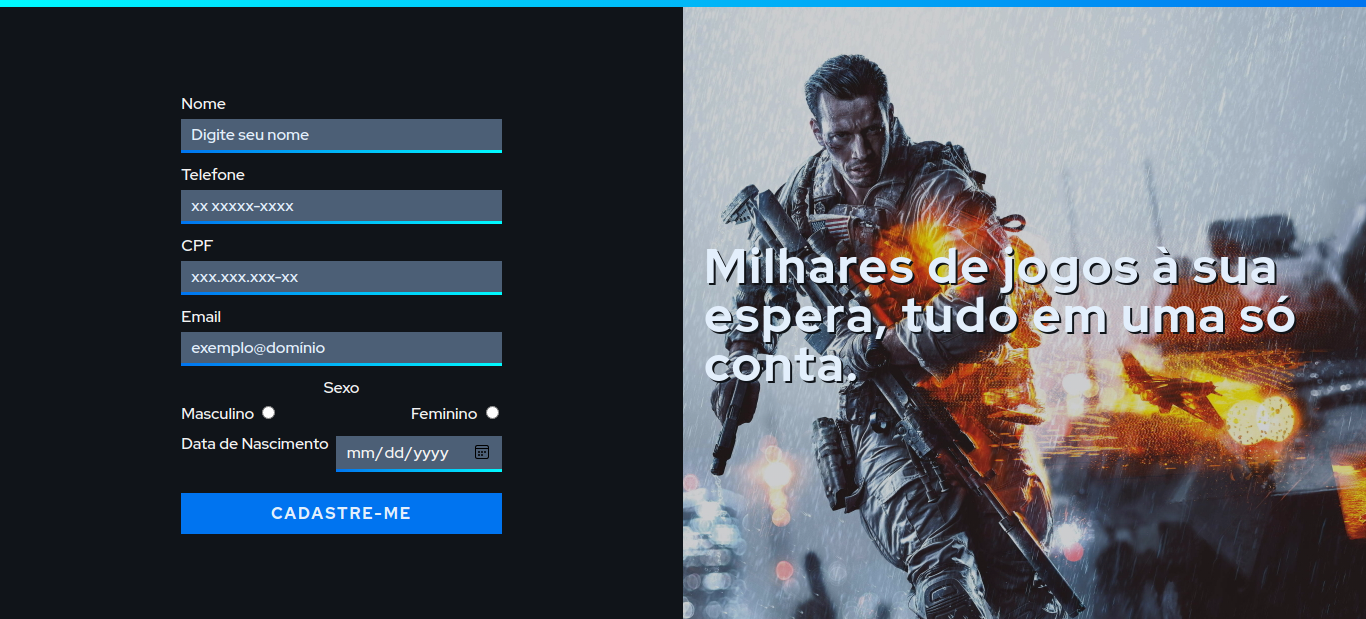 Nome
Digite seu nome
Telefone
xx xxxxx-xxxx
CPF
xxx.xxx.xxx-xx
Email
exemplo@domínio
Sexo
Masculino Feminino
Data de Nascimento mm/dd/yyyy
CADASTRE-ME
Milhares de jogos à sua
espera, tudo em uma só
conta.